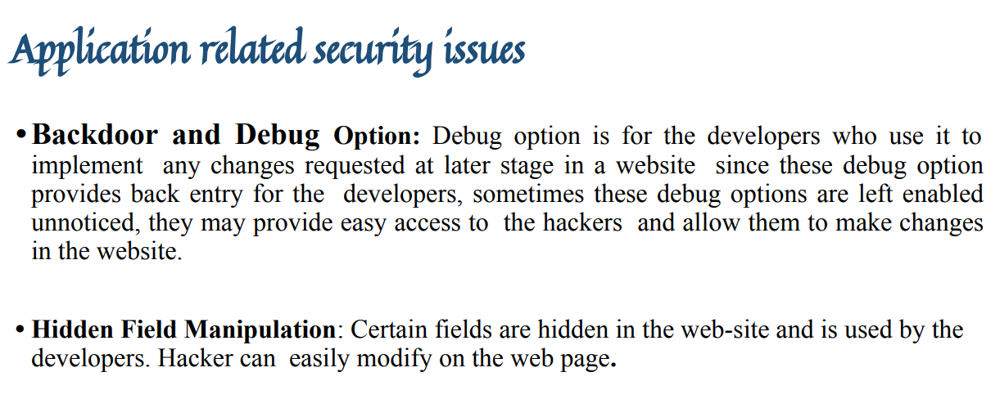 Application related security issues
•Backdoor and Debug Option: Debug option is for the developers who use it to
implement any changes requested at later stage in a website since these debug option
provides back entry for the developers, sometimes these debug options are left enabled
unnoticed, they may provide easy access to the hackers and allow them to make changes
in the website.
• Hidden Field Manipulation: Certain fields are hidden in the web-site and is used by the
developers. Hacker can easily modify on the web page.